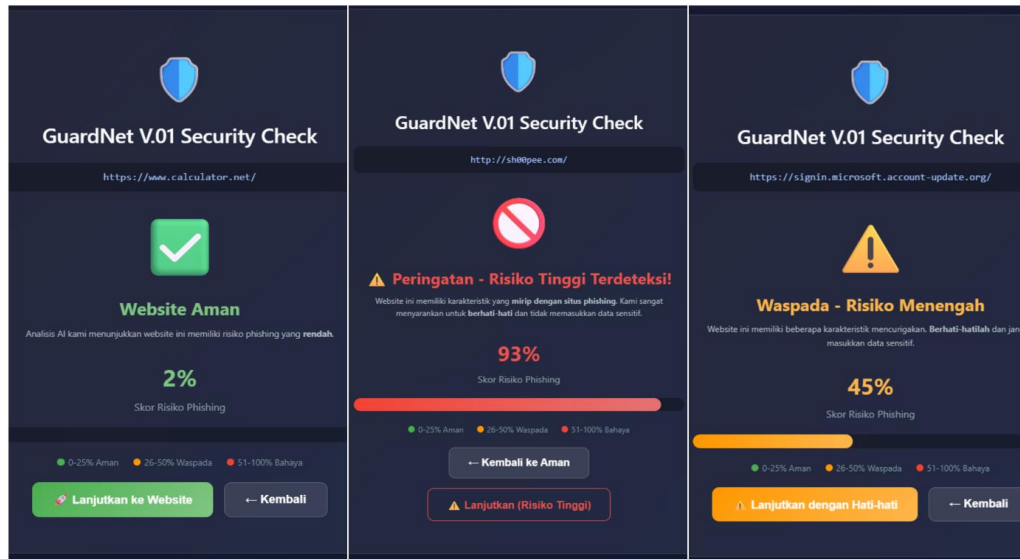 GuardNet V.01 Security Check
https://www.calculator.net/
Website Aman
Analisis AI kami menunjukkan website ini memiliki risiko phishing yang rendah.
2%
Skor Risiko Phishing
0-25% Aman 26-50% Waspada 51-100% Bahaya
🚀 Lanjutkan ke Website
← Kembali
GuardNet V.01 Security Check
http://sh00pee.com/
⚠ Peringatan - Risiko Tinggi Terdeteksi!
Website ini memiliki karakteristik yang mirip dengan situs phishing. Kami sangat
menyarankan untuk berhati-hati dan tidak memasukkan data sensitif.
93%
Skor Risiko Phishing
0-25% Aman 26-50% Waspada 51-100% Bahaya
← Kembali ke Aman
⚠ Lanjutkan (Risiko Tinggi)
GuardNet V.01 Security Check
https://signin.microsoft.account-update.org/
Waspada - Risiko Menengah
Website ini memiliki beberapa karakteristik mencurigakan. Berhati-hatilah dan jan
masukkan data sensitif.
45%
Skor Risiko Phishing
0-25% Aman 26-50% Waspada 51-100% Bahaya
⚠ Lanjutkan dengan Hati-hati
← Kembali